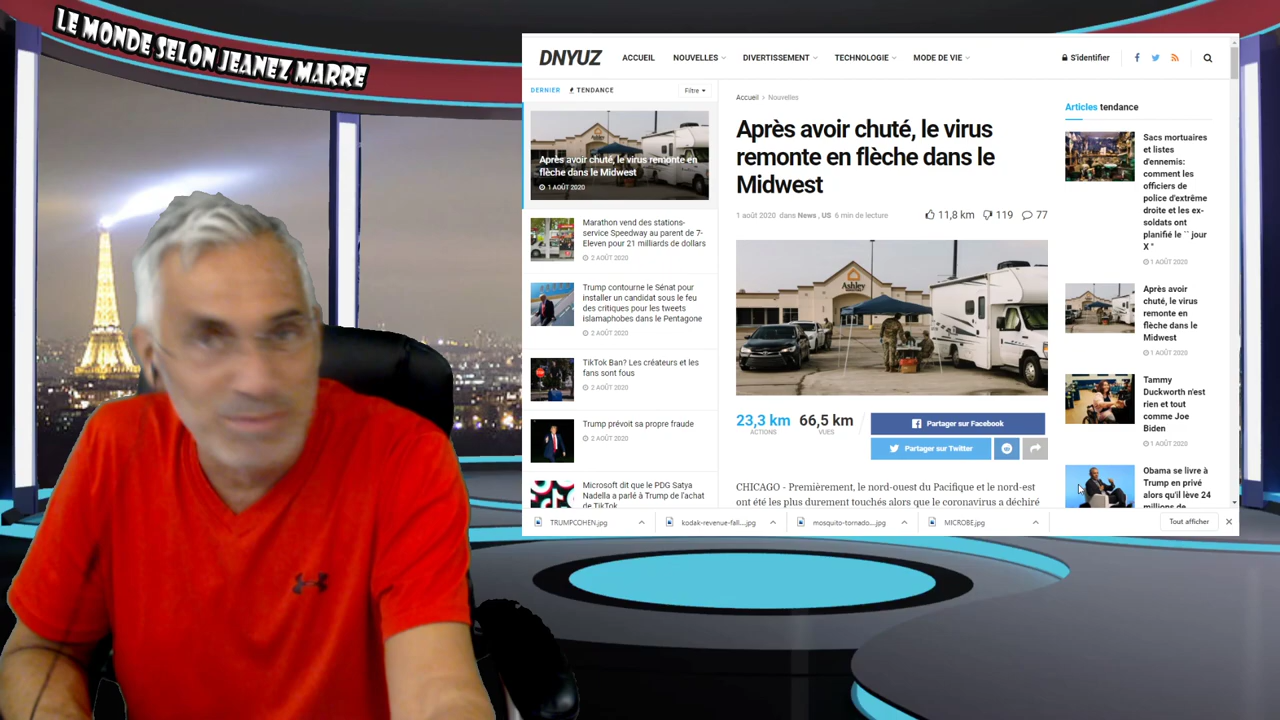 LE MONDE SELON JEANEZ MARRE
DNYUZ
ACCUEIL NOUVELLES DIVERTISSEMENT TECHNOLOGIE MODE DE VIE
S'identifier
DERNIER TENDANCE
Filtre
Après avoir chuté, le virus remonte en
flèche dans le Midwest
1 AOÛT 2020
Marathon vend des stations-
service Speedway au parent de 7-
Eleven pour 21 milliards de dollars
2 AOÛT 2020
Trump contourne le Sénat pour
installer un candidat sous le feu
des critiques pour les tweets
islamaphobes dans le Pentagone
2 AOÛT 2020
TikTok Ban? Les créateurs et les
fans sont fous
2 AOÛT 2020
Trump prévoit sa propre fraude
2 AOÛT 2020
Microsoft dit que le PDG Satya
Nadella a parlé à Trump de l'achat
de TikTok
Accueil > Nouvelles
Après avoir chuté, le virus
remonte en flèche dans le
Midwest
1 août 2020 dans News , US 6 min de lecture
11,8 km 119 77
Ashley
23,3 km
ACTIONS
66,5 km
VUES
Partager sur Facebook
Partager sur Twitter
CHICAGO - Premièrement, le nord-ouest du Pacifique et le nord-est
ont été les plus durement touchés alors que le coronavirus a déchiré
Articles tendance
Sacs mortuaires
et listes
d'ennemis:
comment les
officiers de
police d'extrême
droite et les ex-
soldats ont
planifié le `` jour
X "
1 AOÛT 2020
Après avoir
chuté, le virus
remonte en
flèche dans le
Midwest
1 AOÛT 2020
Tammy
Duckworth n'est
rien et tout
comme Joe
Biden
1 AOÛT 2020
Obama se livre à
Trump en privé
alors qu'il lève 24
millions de
TRUMPCOHEN.jpg
kodak-revenue-fall....jpg
mosquito-tornado....jpg
MICROBE.jpg
Tout afficher